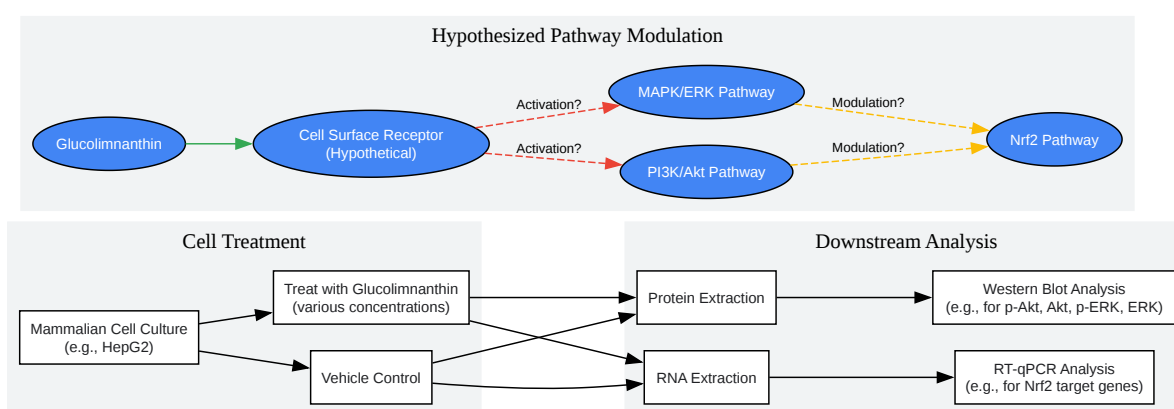 Hypothesized Pathway Modulation
Glucolimnanthin
Cell Surface Receptor
(Hypothetical)
Activation?
Activation?
MAPK/ERK Pathway
PI3K/Akt Pathway
Modulation?
Modulation?
Nrf2 Pathway
Cell Treatment
Mammalian Cell Culture
(e.g., HepG2)
Treat with Glucolimnanthin
(various concentrations)
Vehicle Control
Downstream Analysis
Protein Extraction
RNA Extraction
Western Blot Analysis
(e.g., for p-Akt, Akt, p-ERK, ERK)
RT-qPCR Analysis
(e.g., for Nrf2 target genes)